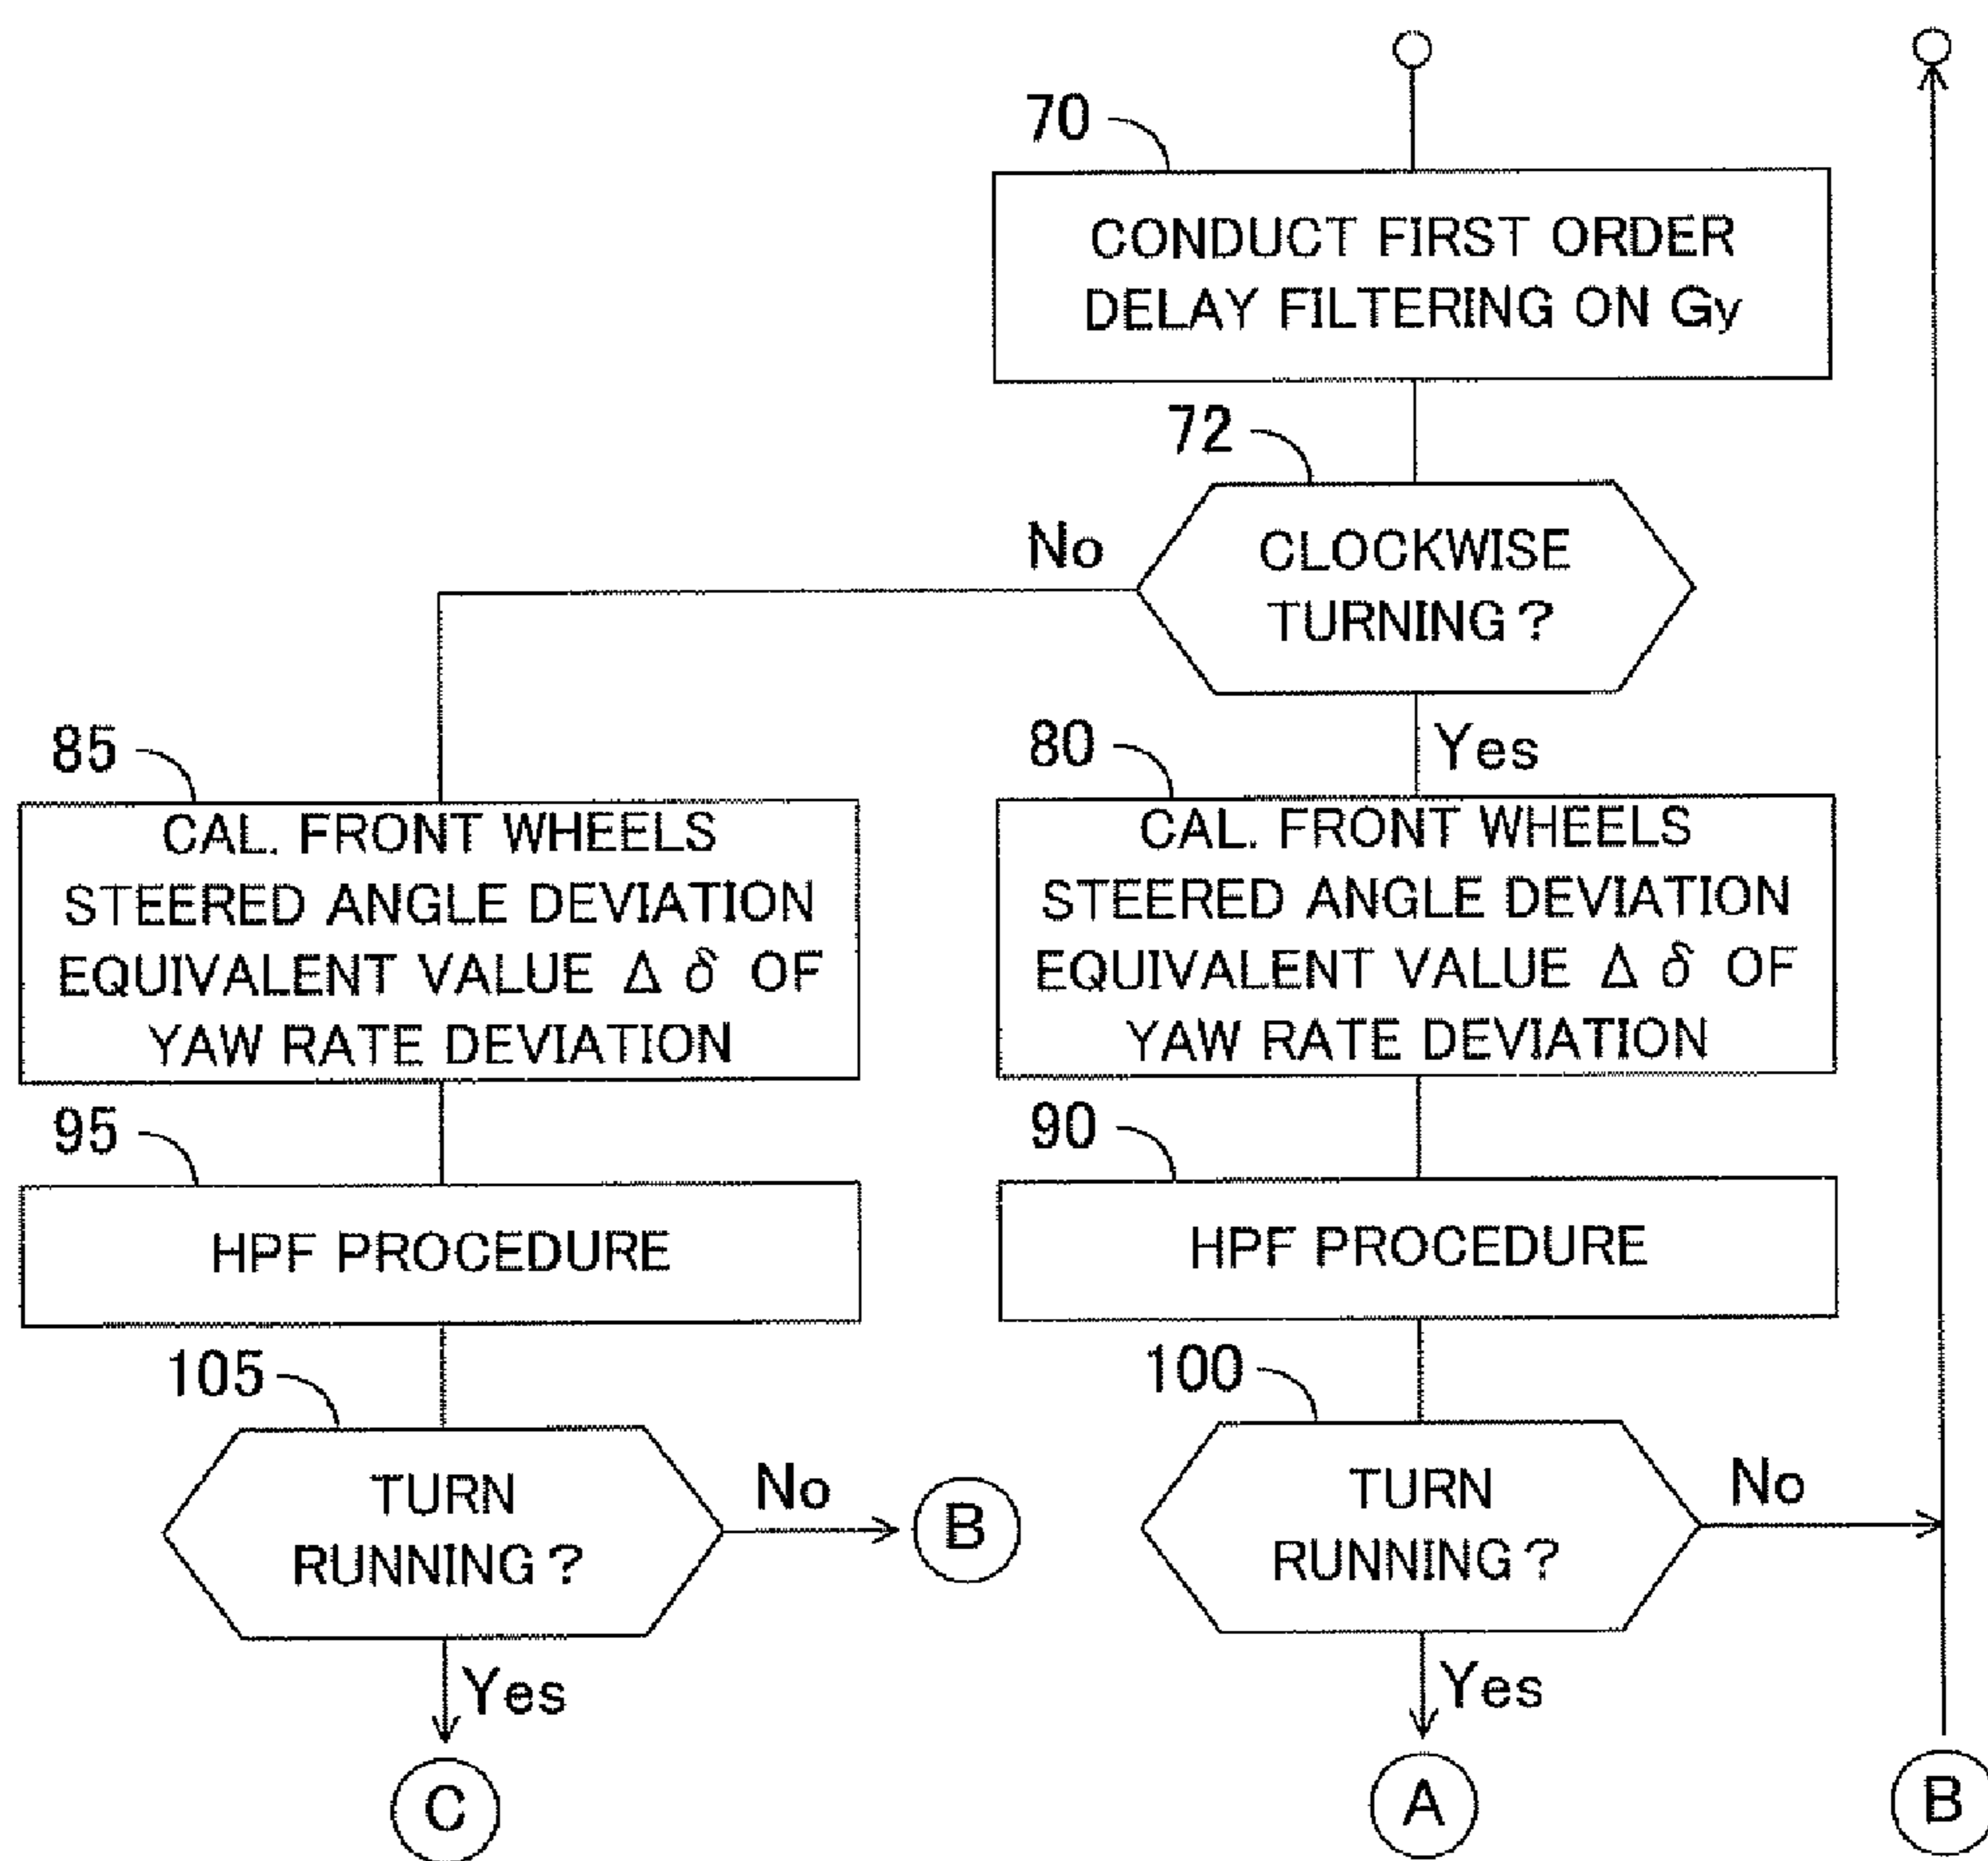 70
CONDUCT FIRST ORDER
DELAY FILTERING ON Gy
72
No
CLOCKWISE
TURNING?
Yes
85
CAL. FRONT WHEELS
STEERED ANGLE DEVIATION
EQUIVALENT VALUE Δ δ OF
YAW RATE DEVIATION
80
CAL. FRONT WHEELS
STEERED ANGLE DEVIATION
EQUIVALENT VALUE Δ δ OF
YAW RATE DEVIATION
95
HPF PROCEDURE
90
HPF PROCEDURE
105
TURN
RUNNING?
No
B
Yes
C
100
TURN
RUNNING?
No
Yes
A
B